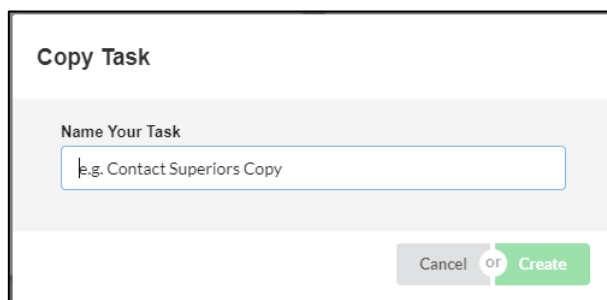 Copy Task
Name Your Task
e.g. Contact Superiors Copy
Cancel or Create